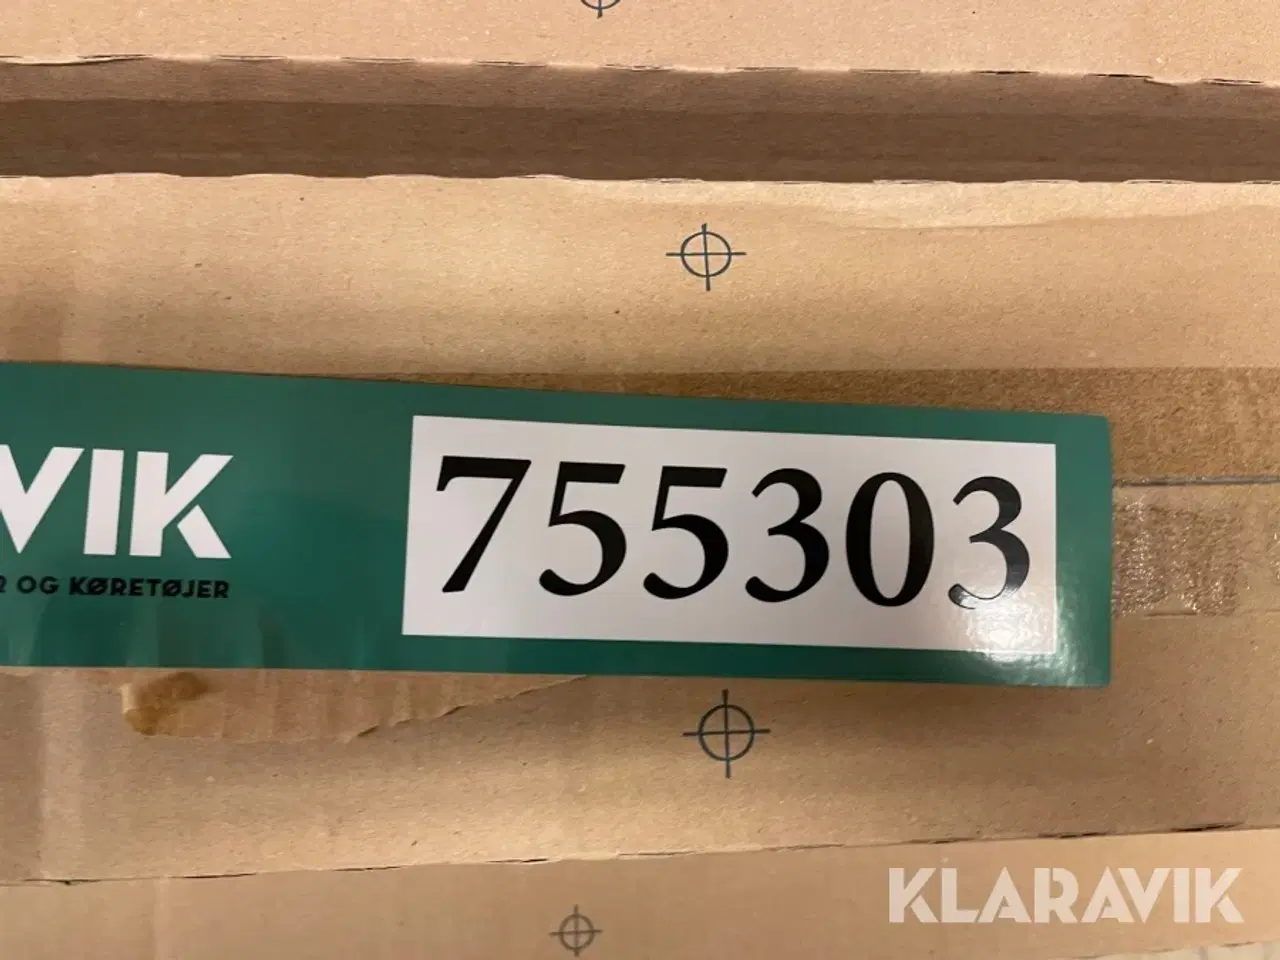 VIK
755303
R OG KØRETØJER
KLARAVIK